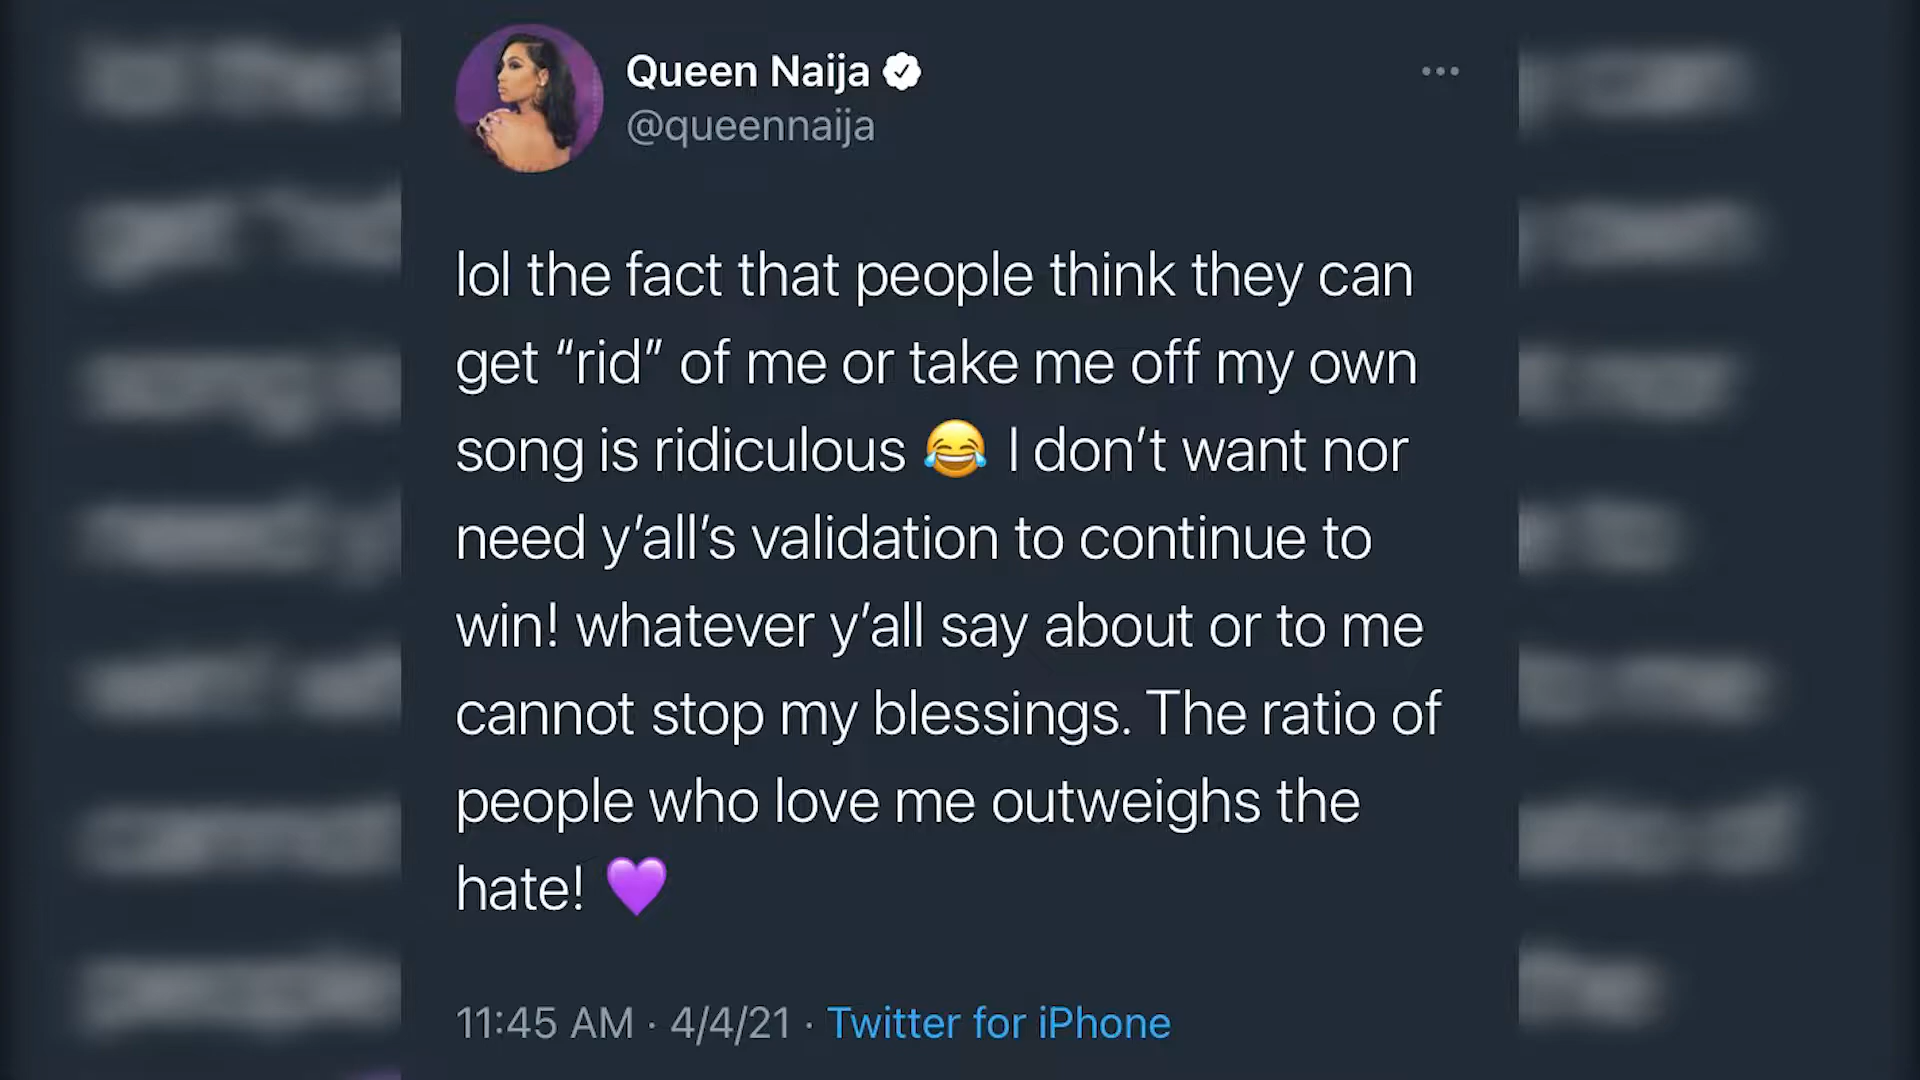 Queen Naija
@queennaija
lol the fact that people think they can
get “rid” of me or take me off my own
song is ridiculous 😂 I don’t want nor
need y’all’s validation to continue to
win! whatever y’all say about or to me
cannot stop my blessings. The ratio of
people who love me outweighs the
hate! 💜
11:45 AM · 4/4/21 · Twitter for iPhone